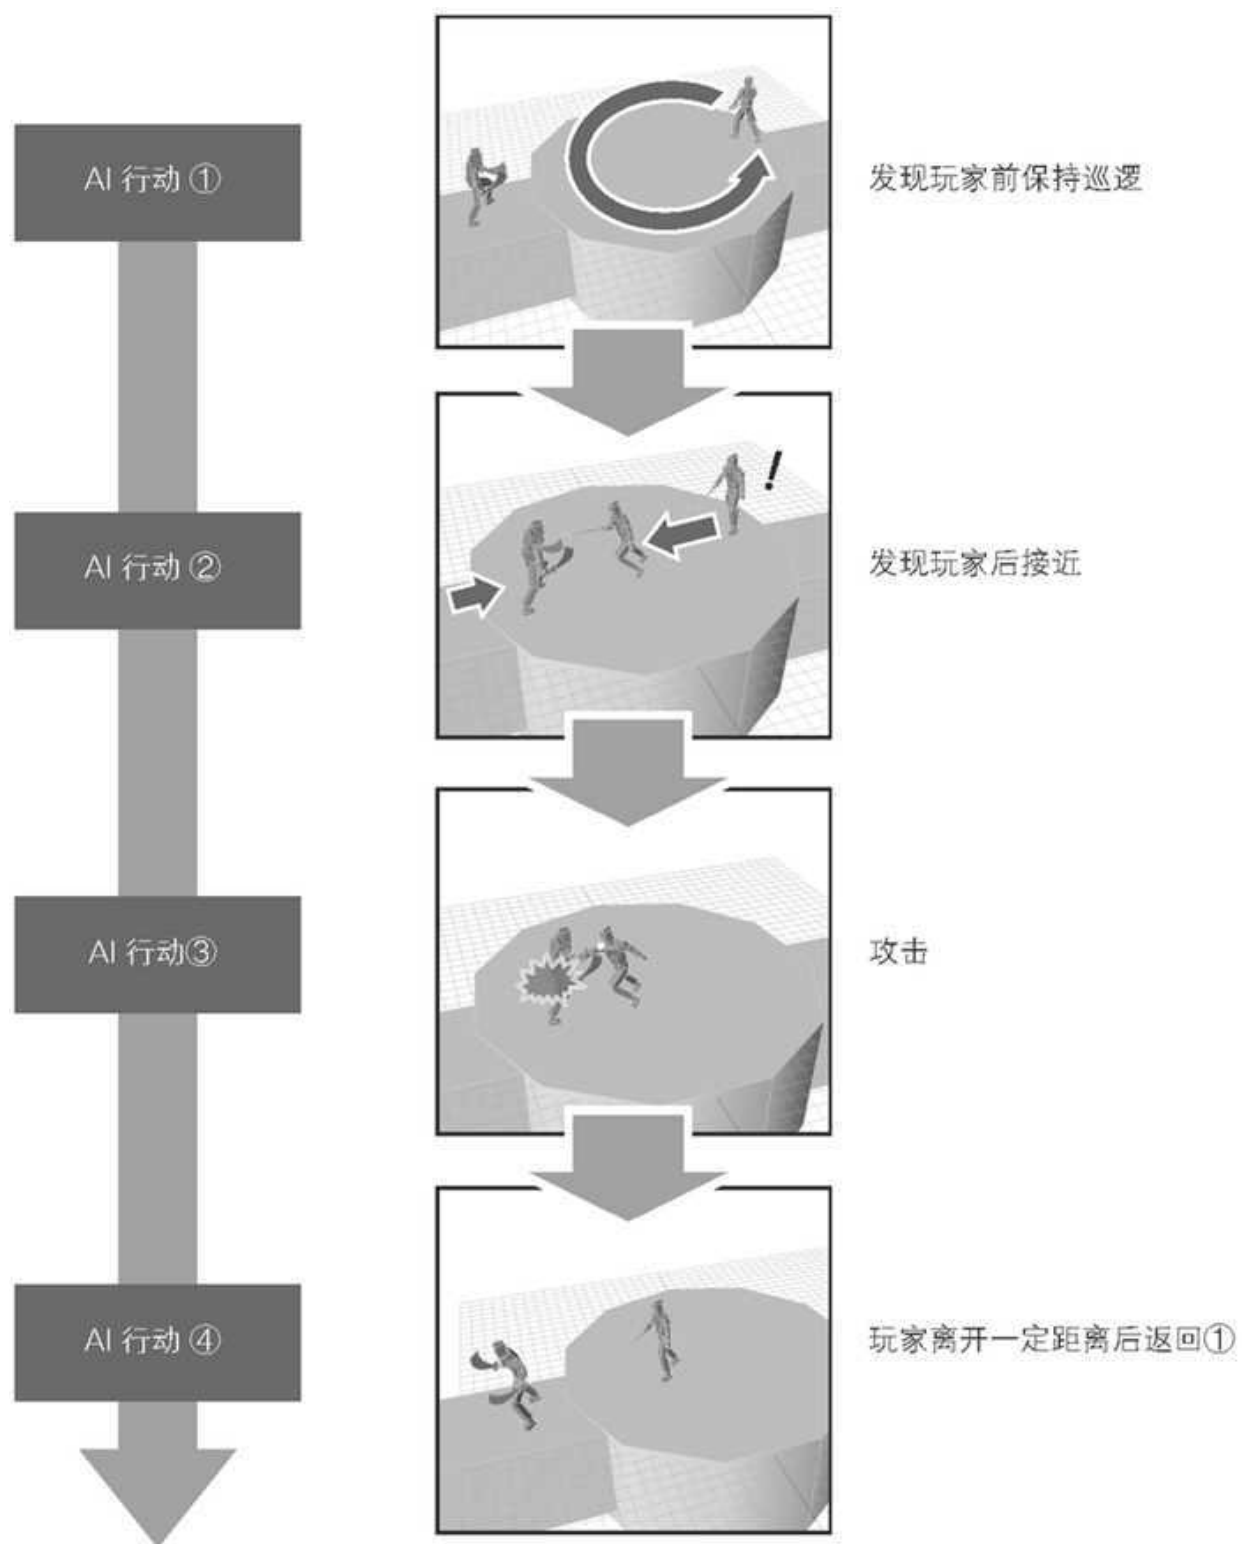 AI 行动 ①
发现玩家前保持巡逻
!
AI 行动 ②
发现玩家后接近
AI 行动③
攻击
AI 行动 ④
玩家离开一定距离后返回①